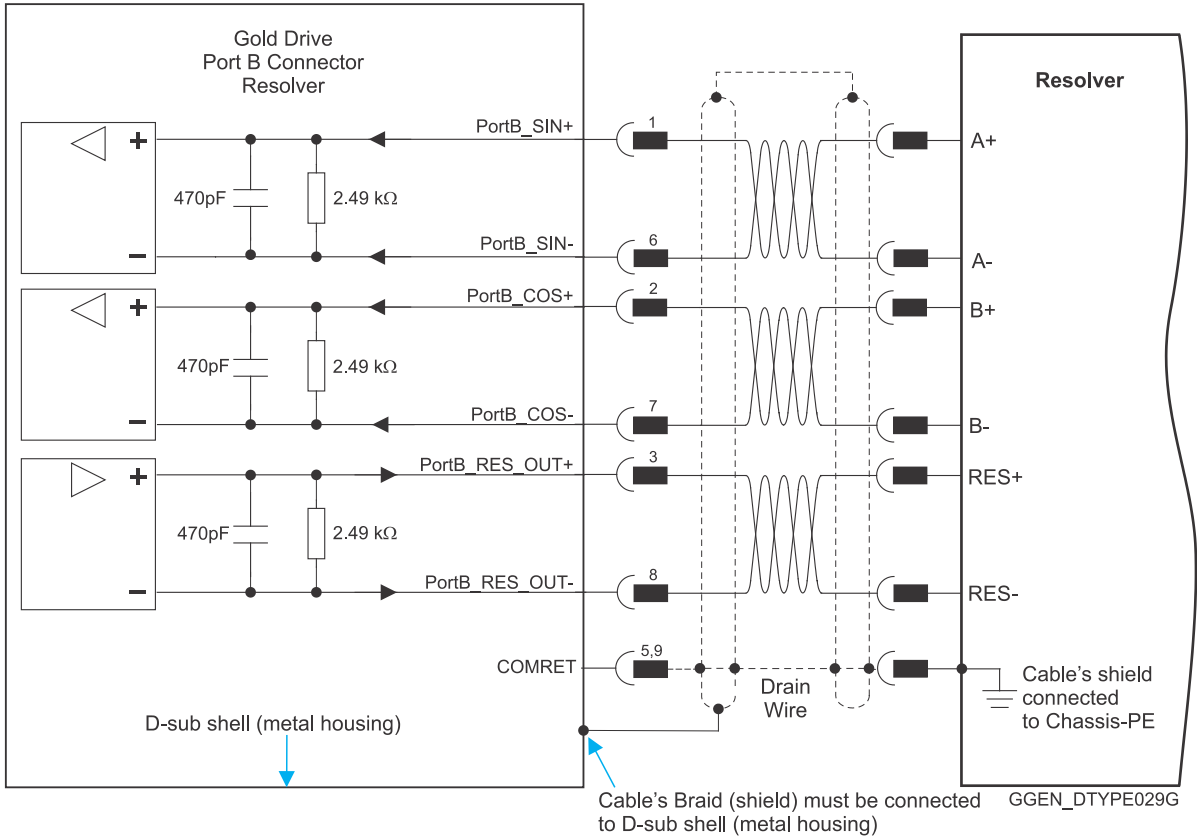 Gold Drive
Port B Connector
Resolver
Resolver
PortB_SIN+
1
A+
+
470pF
2.49 kΩ
PortB_SIN-
6
A-
−
PortB_COS+
2
B+
+
470pF
2.49 kΩ
PortB_COS-
7
B-
−
PortB_RES_OUT+
3
RES+
+
470pF
2.49 kΩ
PortB_RES_OUT-
8
RES-
−
COMRET
5,9
Drain
Wire
Cable's shield
connected
to Chassis-PE
D-sub shell (metal housing)
Cable's Braid (shield) must be connected
to D-sub shell (metal housing)
GGEN_DTYPE029G